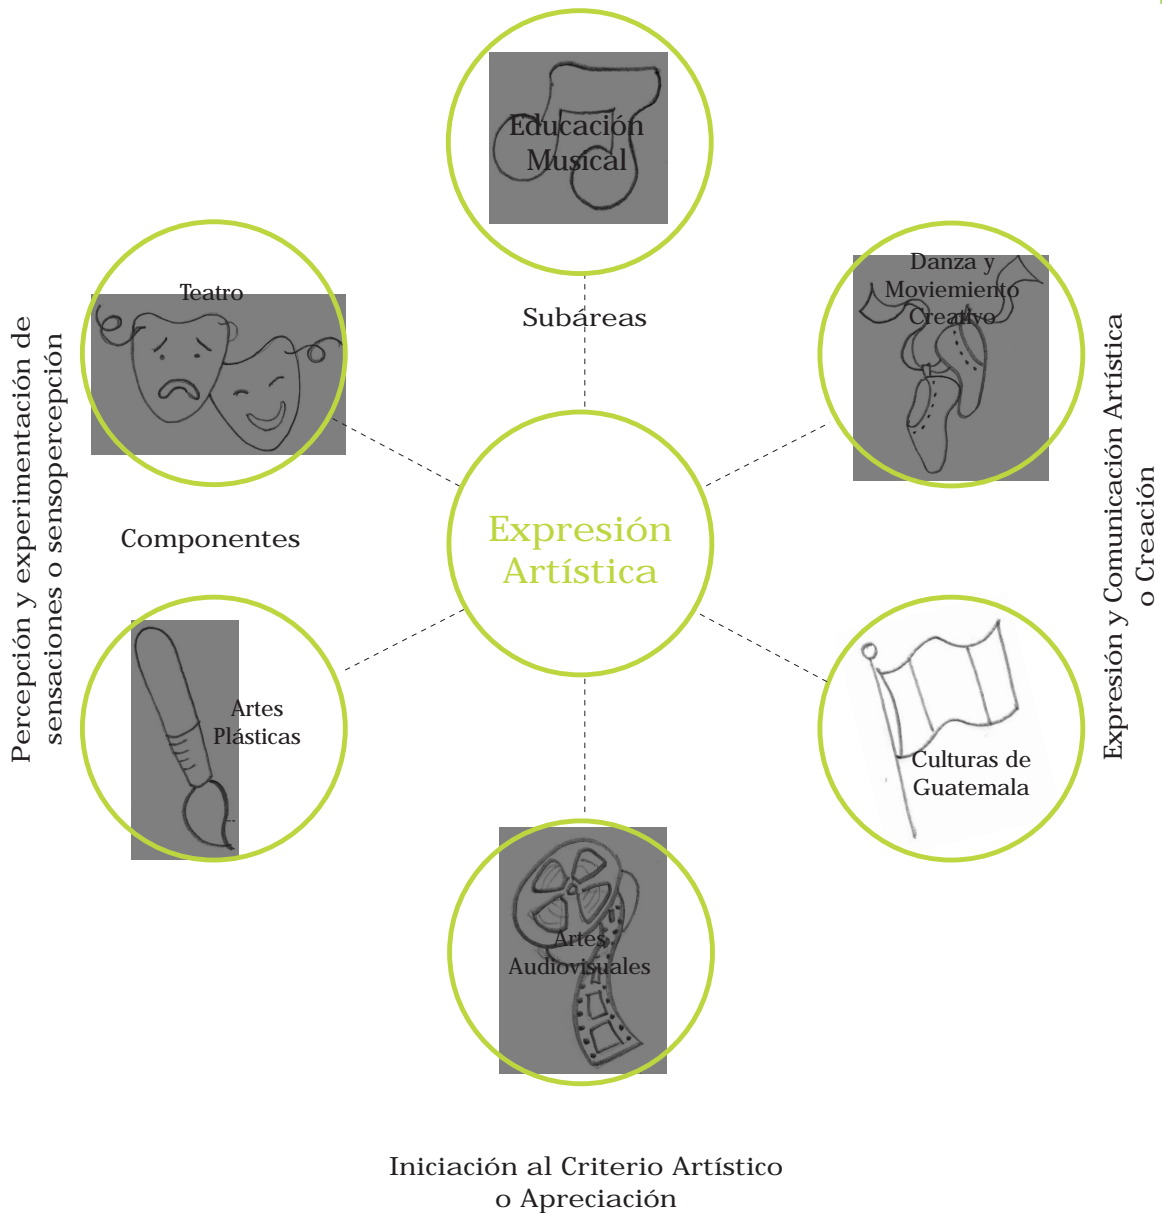 Educación
Musical
Subáreas
Teatro
Danza y
Moviemiento
Creativo
Percepción y experimentación de
sensaciones o sensopercepción
Componentes
Expresión
Artística
Expresión y Comunicación Artística
o Creación
Artes
Plásticas
Culturas de
Guatemala
Artes
Audiovisuales
Iniciación al Criterio Artístico
o Apreciación